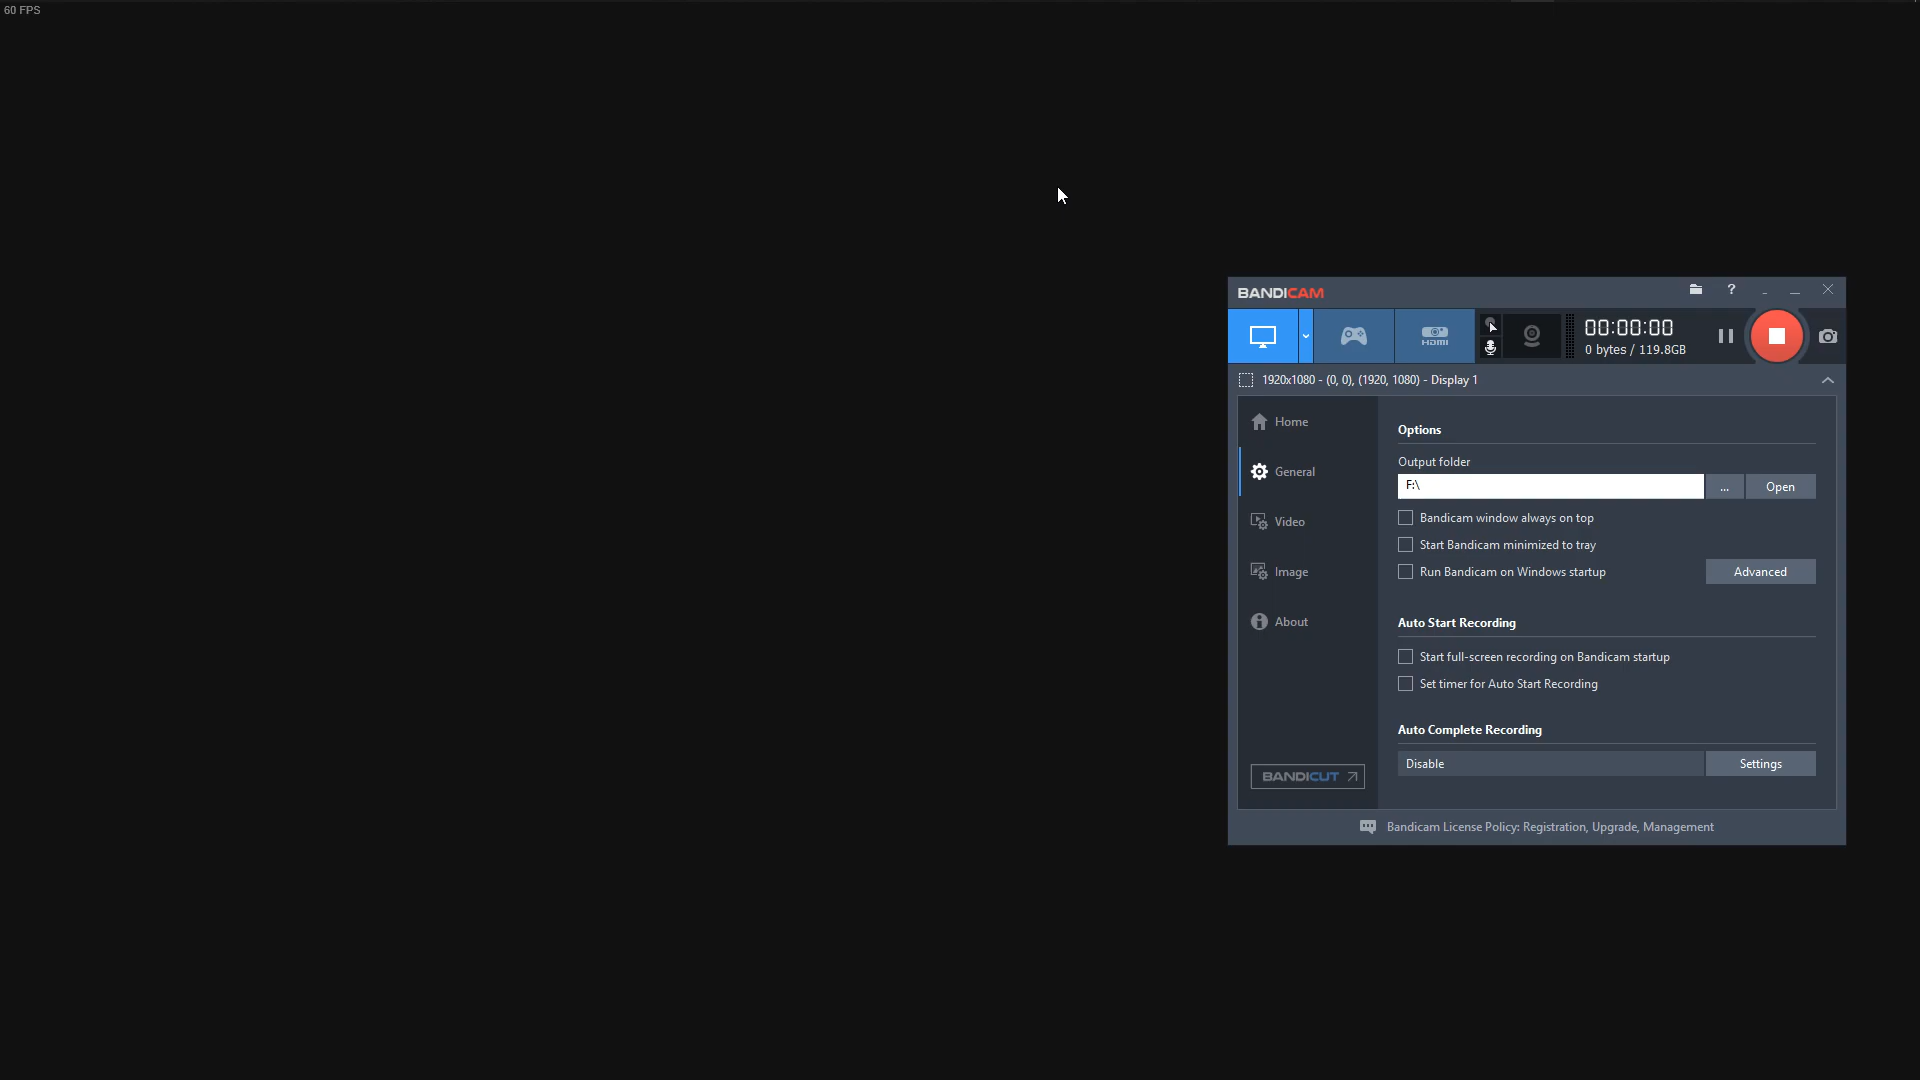 60 FPS
BANDICAM
?
HDMI
00:00:00
0 bytes / 119.8GB
1920x1080 - (0, 0), (1920, 1080) - Display 1
Home
General
Video
Image
About
BANDICUT
Options
Output folder
F:\
...
Open
Bandicam window always on top
Start Bandicam minimized to tray
Run Bandicam on Windows startup
Advanced
Auto Start Recording
Start full-screen recording on Bandicam startup
Set timer for Auto Start Recording
Auto Complete Recording
Disable
Settings
Bandicam License Policy: Registration, Upgrade, Management